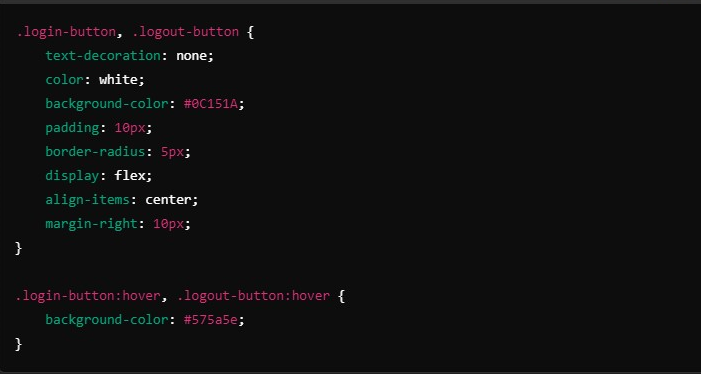 .login-button, .logout-button {
    text-decoration: none;
    color: white;
    background-color: #0C151A;
    padding: 10px;
    border-radius: 5px;
    display: flex;
    align-items: center;
    margin-right: 10px;
}

.login-button:hover, .logout-button:hover {
    background-color: #575a5e;
}